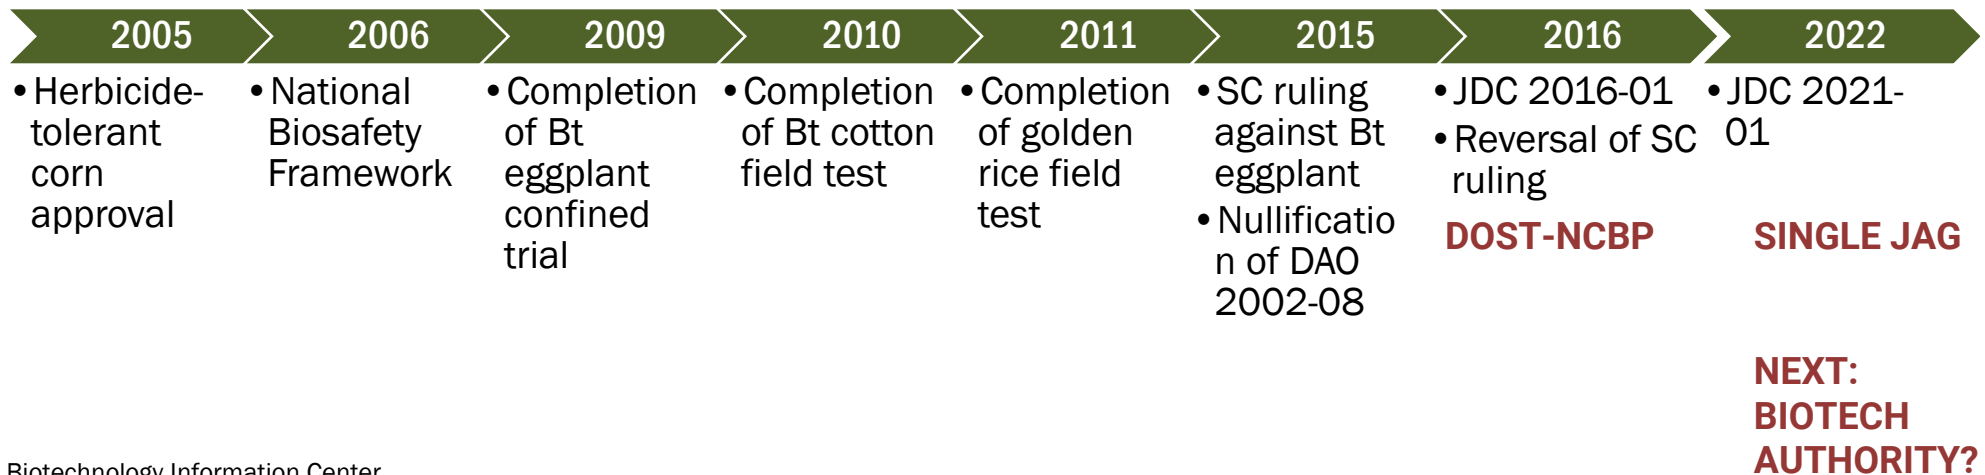 2005
2006
2009
2010
2011
2015
2016
2022
•Herbicide-
tolerant
corn
approval
•National
Biosafety
Framework
•Completion
of Bt
eggplant
confined
trial
•Completion
of Bt cotton
field test
•Completion
of golden
rice field
test
•SC ruling
against Bt
eggplant
•Nullificatio
n of DAO
2002-08
•JDC 2016-01
•Reversal of SC
ruling
DOST-NCBP
•JDC 2021-
01
SINGLE JAG
NEXT:
BIOTECH
AUTHORITY?
Biotechnology Information Center